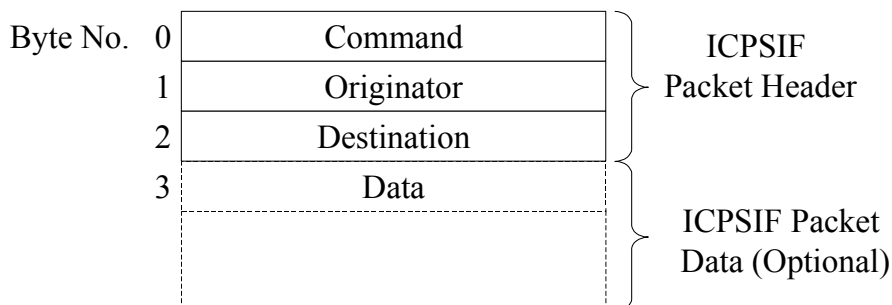 Byte No. 0 Command
1 Originator
2 Destination
3 Data
ICPSIF
Packet Header
ICPSIF Packet
Data (Optional)